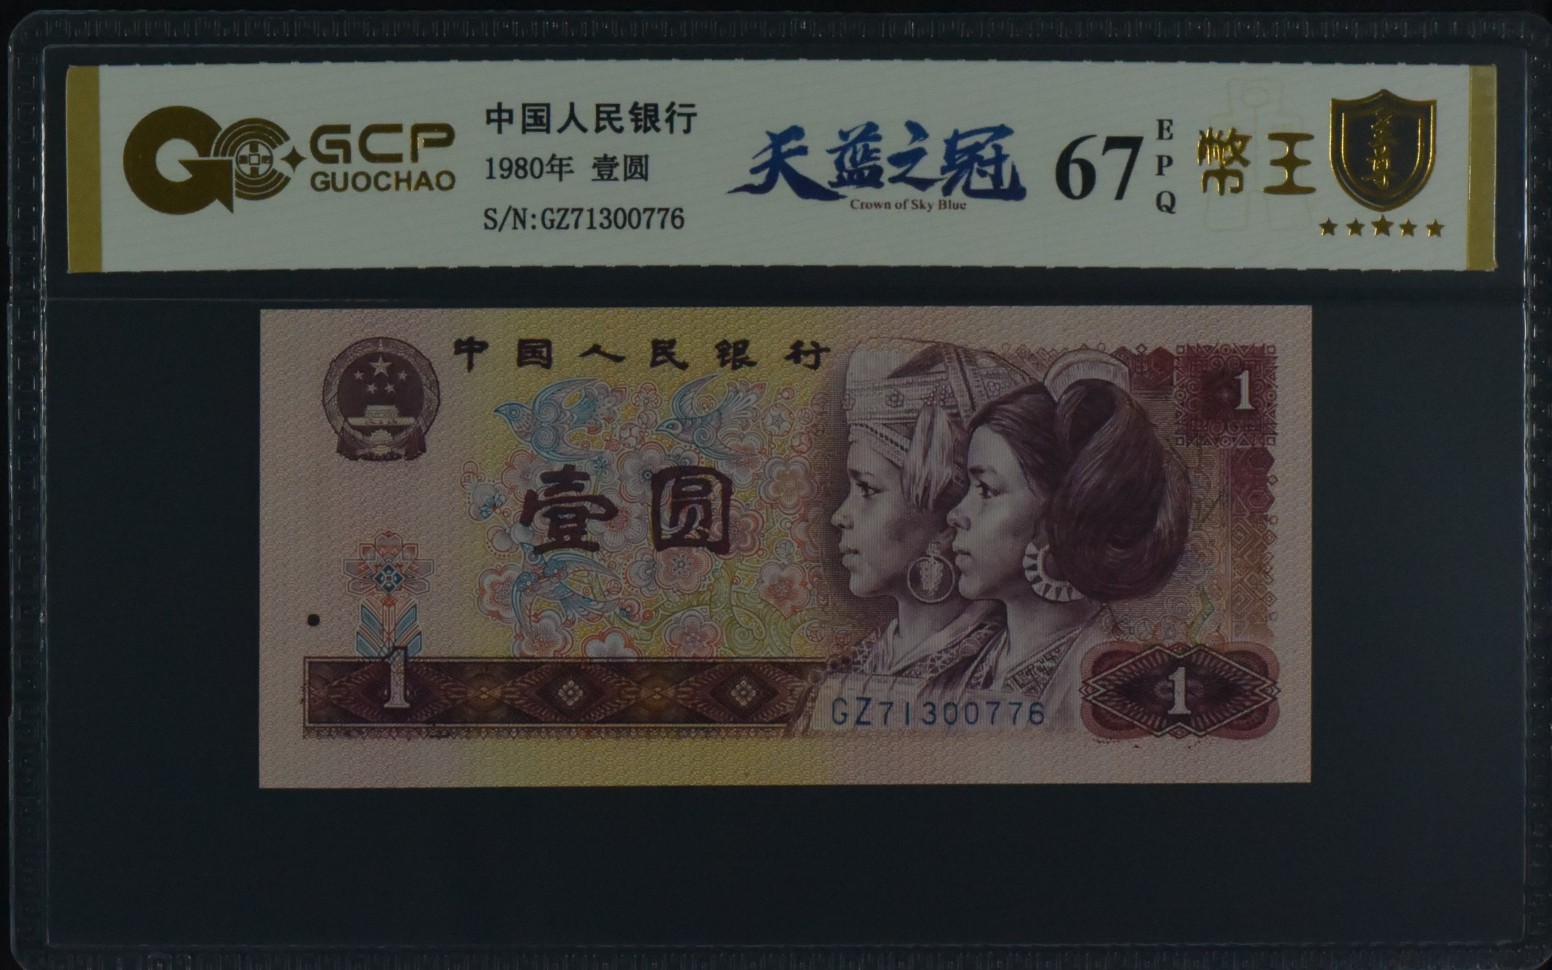 GCP
GUOCHAO
中国人民银行
1980年 壹圆
S/N:GZ71300776
天蓝之冠
Crown of Sky Blue
67
EPQ
幣王
至尊
中国人民银行
1
壹圆
1
GZ71300776
1